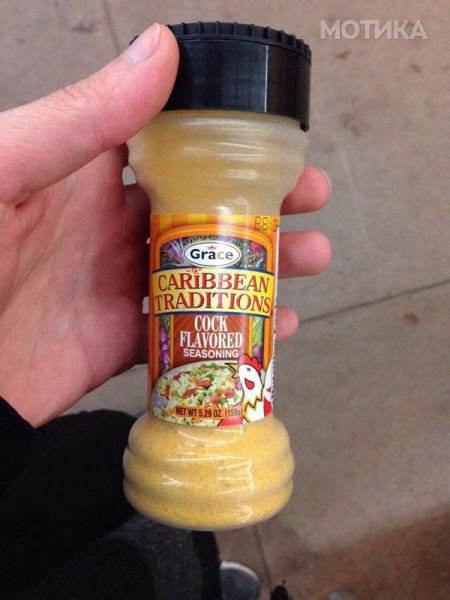 МОТИКА
Grace
CARIBBEAN
TRADITIONS
COCK
FLAVORED
SEASONING
NET WT 5.29 OZ. (150g)